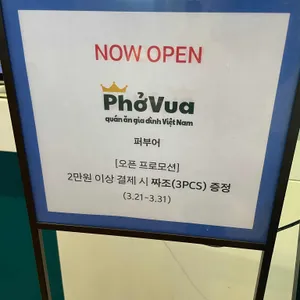 NOW OPEN
PhởVua
quán ăn gia đình Việt Nam
퍼부어
[오픈 프로모션]
2만원 이상 결제 시 짜조(3PCS) 증정
(3.21-3.31)